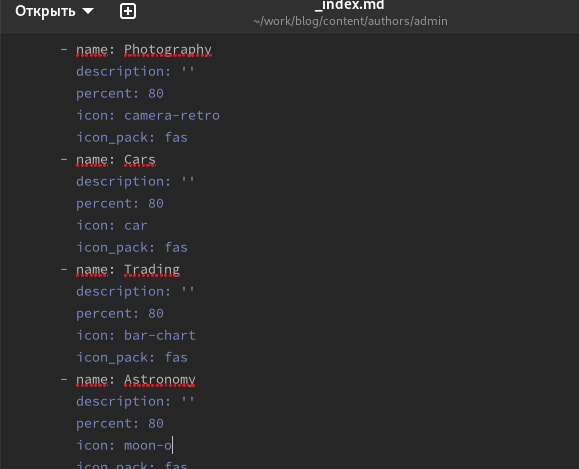 Открыть
_index.md
~/work/blog/content/authors/admin
- name: Photography
description: ''
percent: 80
icon: camera-retro
icon_pack: fas
- name: Cars
description: ''
percent: 80
icon: car
icon_pack: fas
- name: Trading
description: ''
percent: 80
icon: bar-chart
icon_pack: fas
- name: Astronomy
description: ''
percent: 80
icon: moon-o
icon_pack: fas